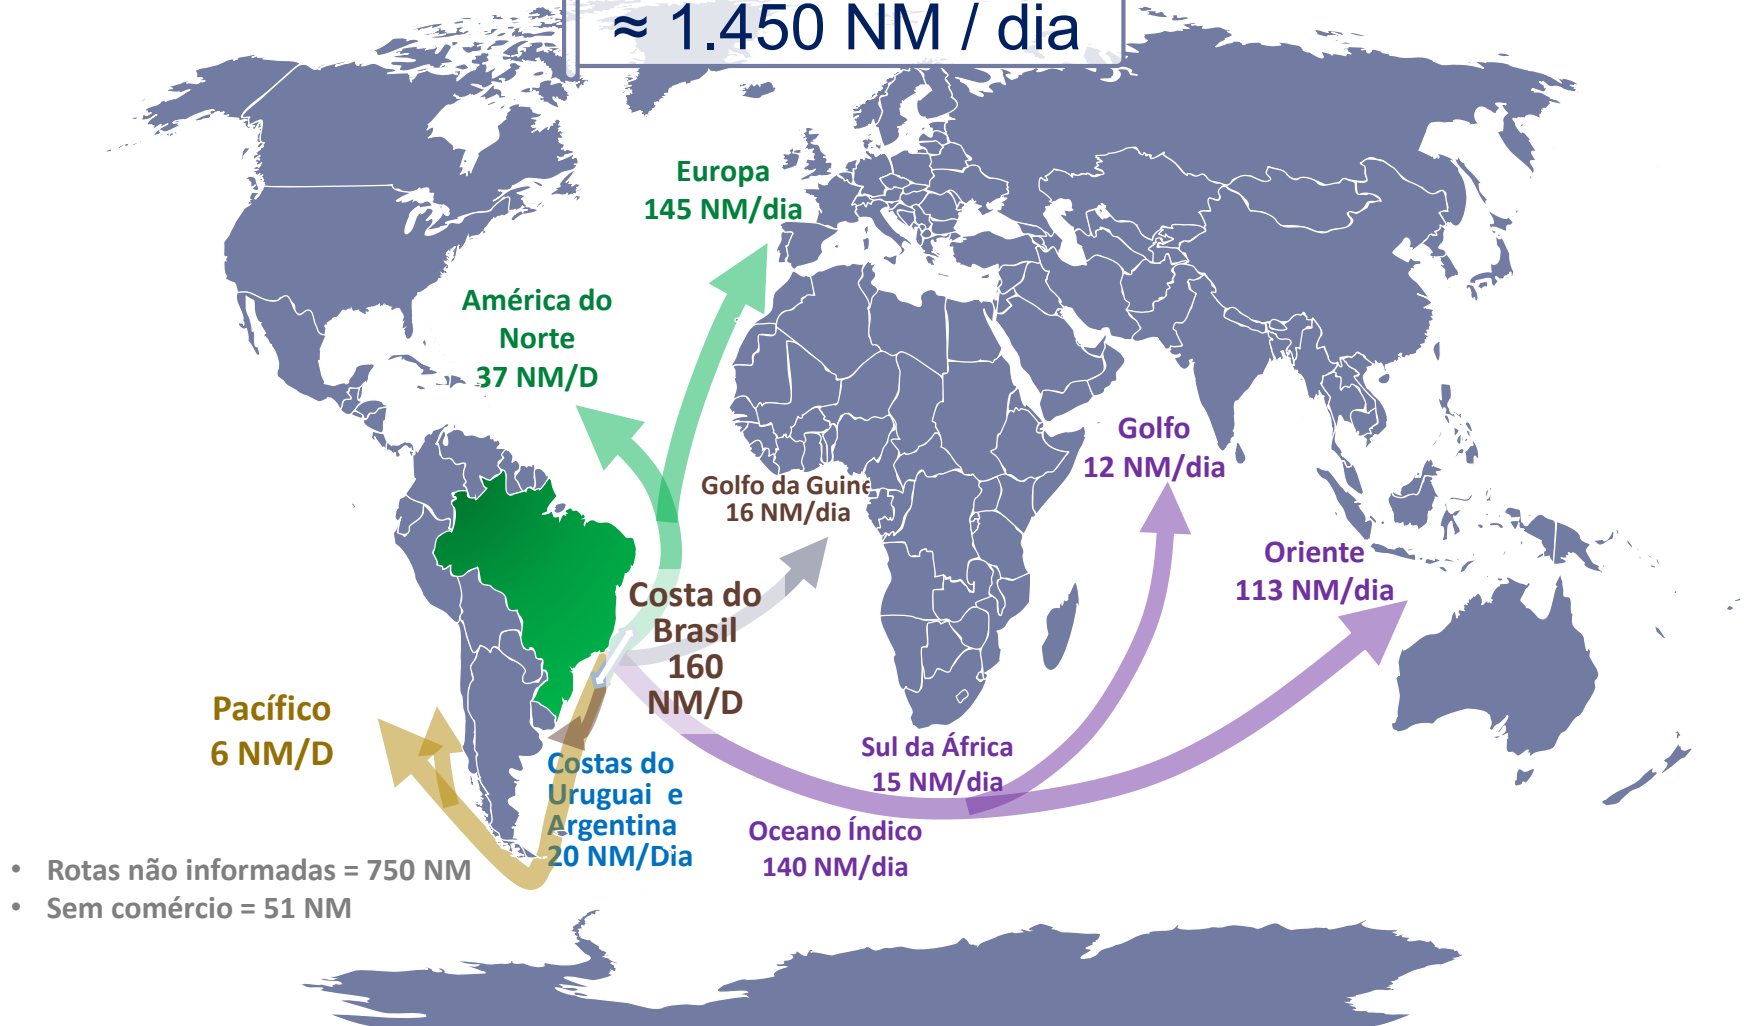 ≈ 1.450 NM / dia
Europa
145 NM/dia
América do
Norte
37 NM/D
Golfo
12 NM/dia
Golfo da Guiné
16 NM/dia
Oriente
113 NM/dia
Costa do
Brasil
160
NM/D
Pacífico
6 NM/D
Sul da África
15 NM/dia
Costas do
Uruguai e
Argentina
20 NM/Dia
Oceano Índico
140 NM/dia
• Rotas não informadas = 750 NM
• Sem comércio = 51 NM